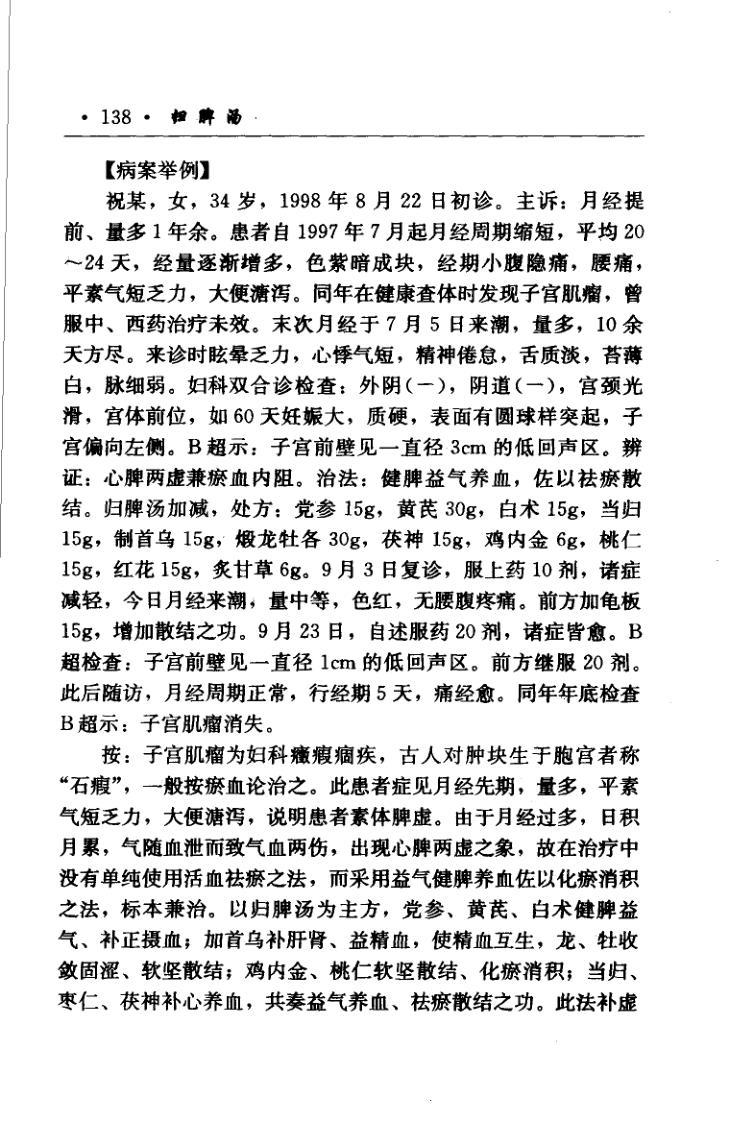 · 138 · 归脾汤
【病案举例】
祝某，女，34 岁，1998 年 8 月 22 日初诊。主诉：月经提
前、量多 1 年余。患者自 1997 年 7 月起月经周期缩短，平均 20
～24 天，经量逐渐增多，色紫暗成块，经期小腹隐痛，腰痛，
平素气短乏力，大便溏泻。同年在健康查体时发现子宫肌瘤，曾
服中、西药治疗未效。末次月经于 7 月 5 日来潮，量多，10 余
天方尽。来诊时眩晕乏力，心悸气短，精神倦怠，舌质淡，苔薄
白，脉细弱。妇科双合诊检查：外阴(－)，阴道(－)，宫颈光
滑，宫体前位，如 60 天妊娠大，质硬，表面有圆球样突起，子
宫偏向左侧。B 超示：子宫前壁见一直径 3cm 的低回声区。辨
证：心脾两虚兼瘀血内阻。治法：健脾益气养血，佐以祛瘀散
结。归脾汤加减，处方：党参 15g，黄芪 30g，白术 15g，当归
15g，制首乌 15g，煅龙牡各 30g，茯神 15g，鸡内金 6g，桃仁
15g，红花 15g，炙甘草 6g。9 月 3 日复诊，服上药 10 剂，诸症
减轻，今日月经来潮，量中等，色红，无腰腹疼痛。前方加龟板
15g，增加散结之功。9 月 23 日，自述服药 20 剂，诸症皆愈。B
超检查：子宫前壁见一直径 1cm 的低回声区。前方继服 20 剂。
此后随访，月经周期正常，行经期 5 天，痛经愈。同年年底检查
B 超示：子宫肌瘤消失。
按：子宫肌瘤为妇科癥瘕痼疾，古人对肿块生于胞宫者称
“石瘕”，一般按瘀血论治之。此患者症见月经先期，量多，平素
气短乏力，大便溏泻，说明患者素体脾虚。由于月经过多，日积
月累，气随血泄而致气血两伤，出现心脾两虚之象，故在治疗中
没有单纯使用活血祛瘀之法，而采用益气健脾养血佐以化瘀消积
之法，标本兼治。以归脾汤为主方，党参、黄芪、白术健脾益
气、补正摄血；加首乌补肝肾、益精血，使精血互生，龙、牡收
敛固涩、软坚散结；鸡内金、桃仁软坚散结、化瘀消积；当归、
枣仁、茯神补心养血，共奏益气养血、祛瘀散结之功。此法补虚